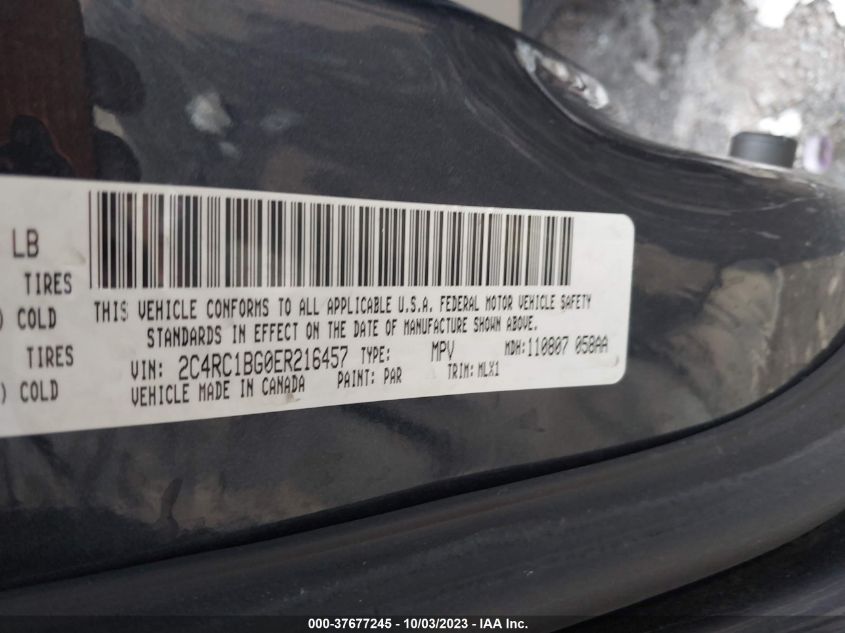 LB
TIRES
) COLD
TIRES
) COLD
THIS VEHICLE CONFORMS TO ALL APPLICABLE U.S.A. FEDERAL MOTOR VEHICLE SAFETY
STANDARDS IN EFFECT ON THE DATE OF MANUFACTURE SHOWN ABOVE.
VIN: 2C4RC1BG0ER216457 TYPE: MPV MDH:110807 058AA
VEHICLE MADE IN CANADA PAINT: PAR TRIM: MLX1
000-37677245 - 10/03/2023 - IAA Inc.